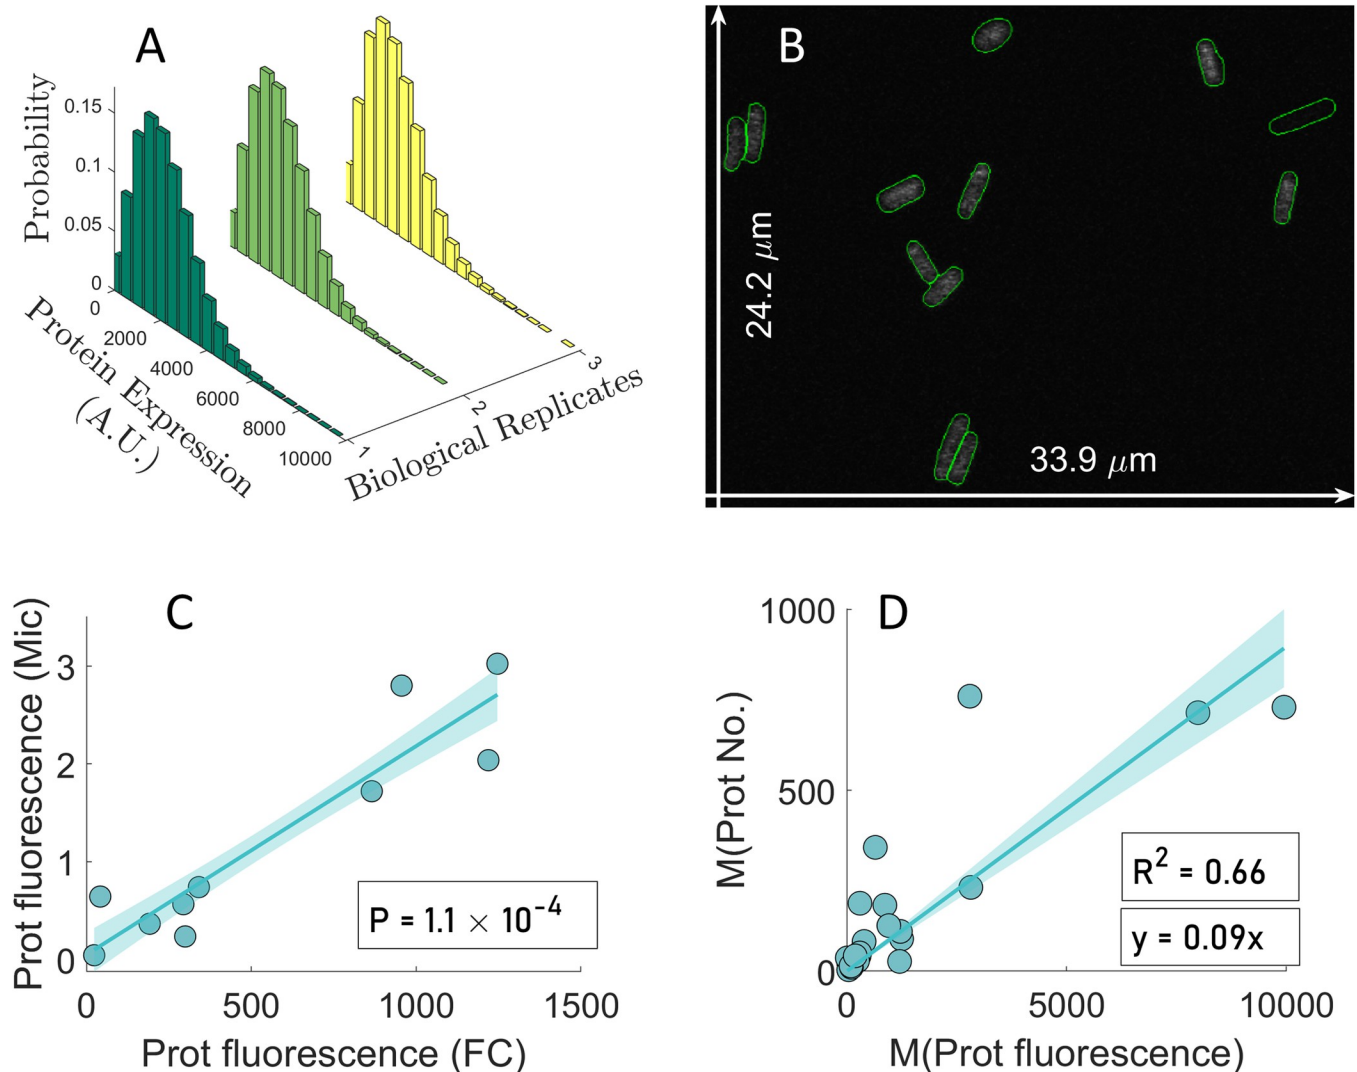 A
Probability
0.15
0.1
0.05
0
0
2000
4000
6000
8000
10000
Protein Expression
(A.U.)
1
2
3
Biological Replicates
B
24.2 μm
33.9 μm
C
Prot fluorescence (Mic)
3
2
1
0
P = 1.1 × 10⁻⁴
0
500
1000
1500
Prot fluorescence (FC)
D
M(Prot No.)
1000
500
0
R² = 0.66
y = 0.09x
0
5000
10000
M(Prot fluorescence)